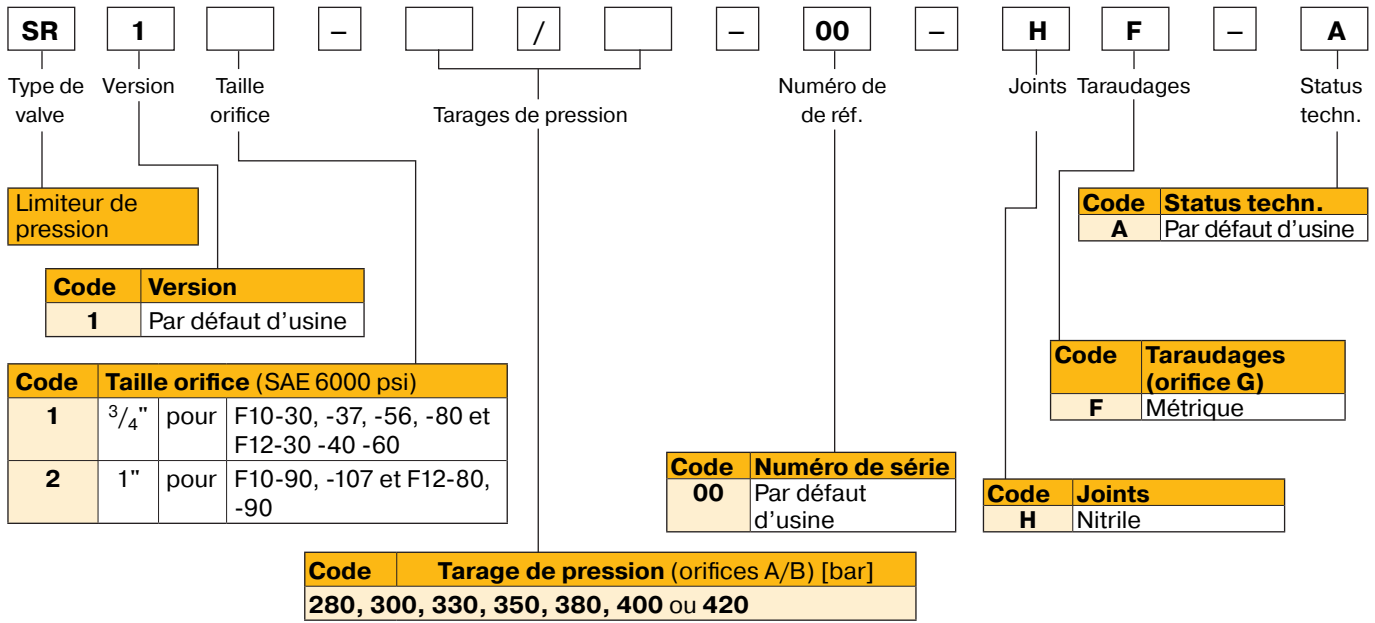 SR 1 – / – 00 – H F – A
Type de valve
Version
Taille orifice
Tarages de pression
Numéro de de réf.
Joints
Taraudages
Status techn.
Limiteur de
pression
Code Version
1 Par défaut d'usine
Code Taille orifice (SAE 6000 psi)
1 3/4" pour F10-30, -37, -56, -80 et
F12-30 -40 -60
2 1" pour F10-90, -107 et F12-80,
-90
Code Tarage de pression (orifices A/B) [bar]
280, 300, 330, 350, 380, 400 ou 420
Code Numéro de série
00 Par défaut
d'usine
Code Joints
H Nitrile
Code Taraudages
(orifice G)
F Métrique
Code Status techn.
A Par défaut d'usine